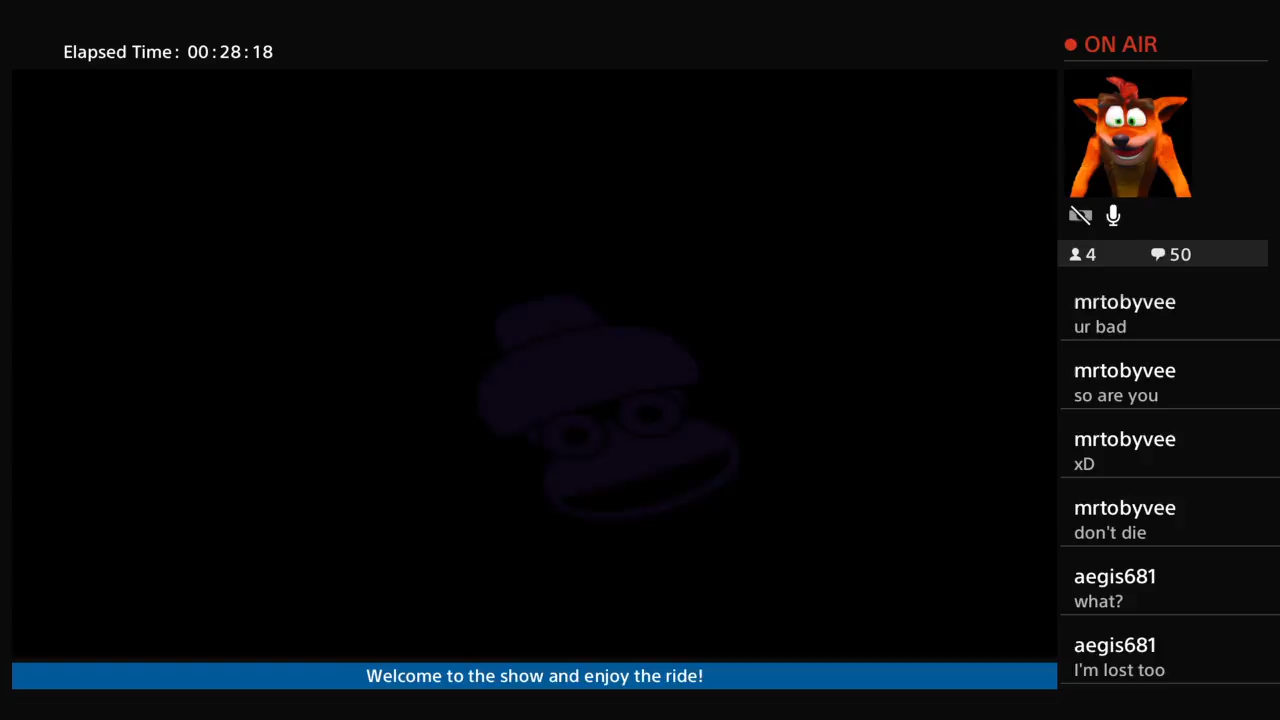 Elapsed Time: 00:28:18
ON AIR
4 50
mrtobyvee
ur bad
mrtobyvee
so are you
mrtobyvee
xD
mrtobyvee
don't die
aegis681
what?
aegis681
I'm lost too
Welcome to the show and enjoy the ride!